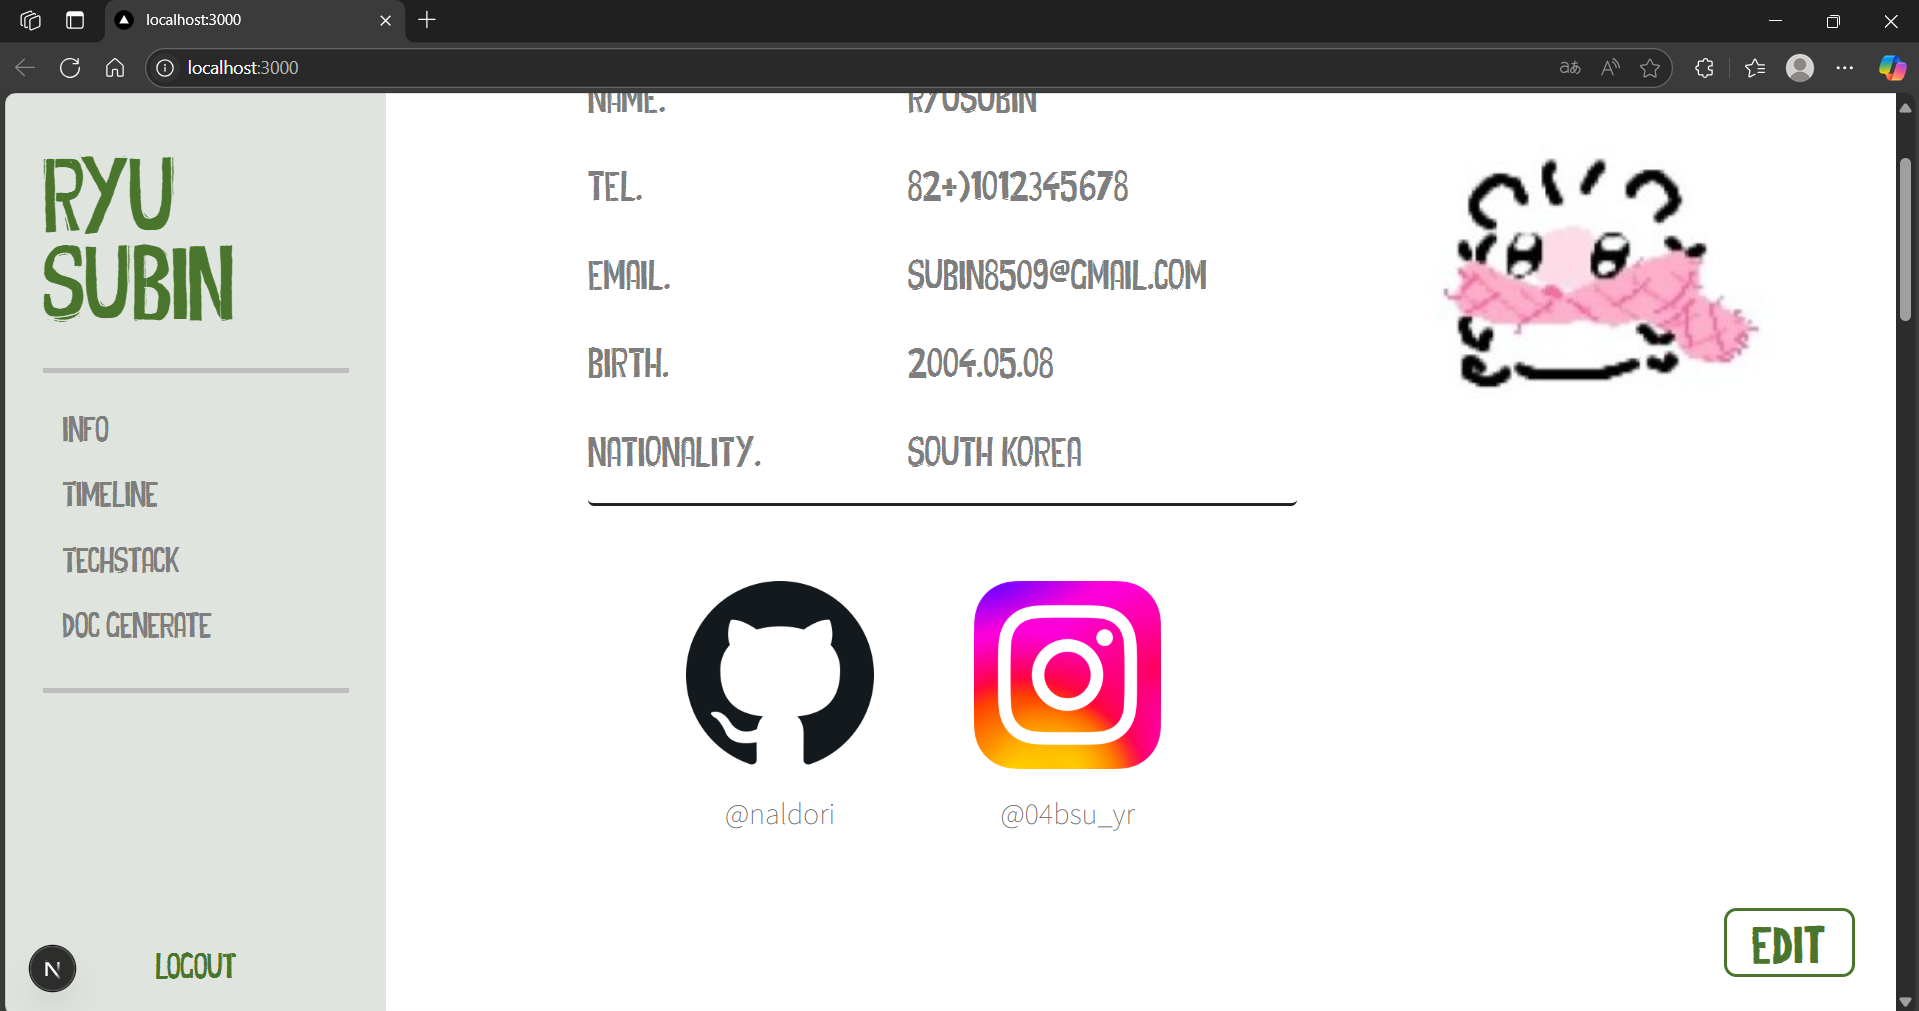 localhost:3000
localhost:3000
RYU
SUBIN
INFO
TIMELINE
TECHSTACK
DOC GENERATE
LOGOUT
N
NAME. RYUSUBIN
TEL. 82+)1012345678
EMAIL. SUBIN8509@GMAIL.COM
BIRTH. 2004.05.08
NATIONALITY. SOUTH KOREA
@naldori @04bsu_yr
EDIT